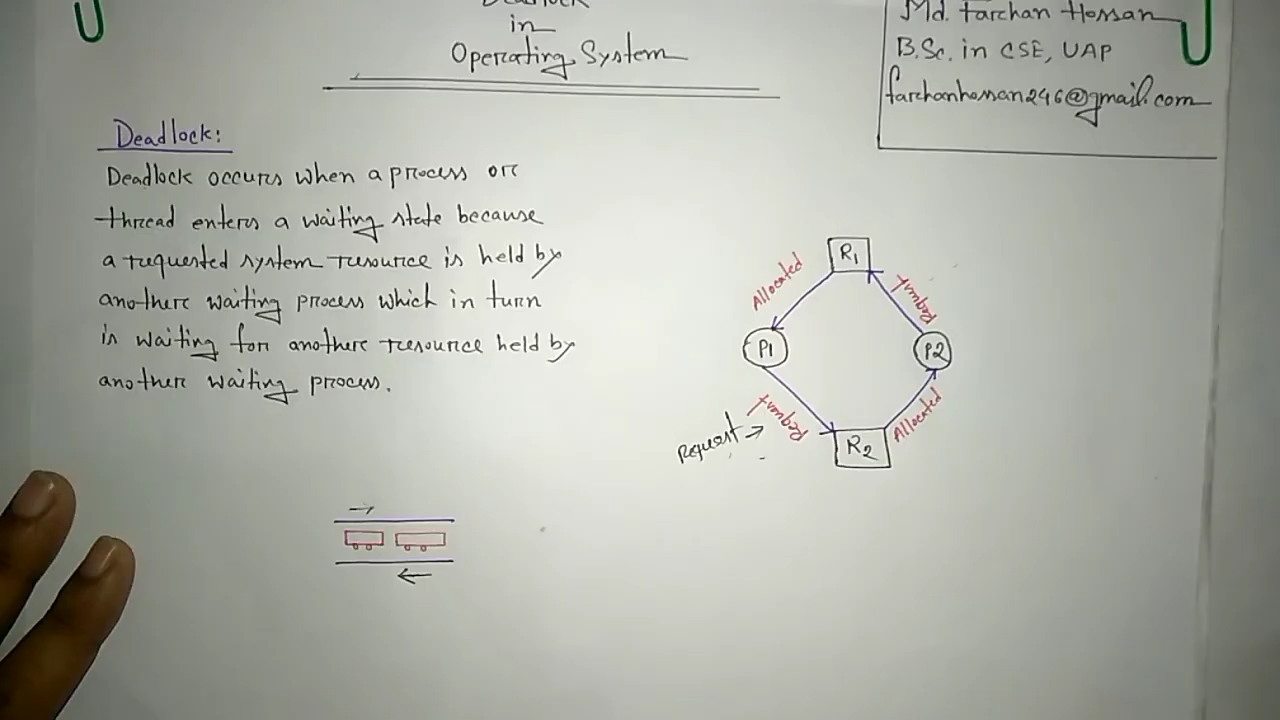 Deadlock
in
Operating System
Md. Farhan Hossan
B.Sc. in CSE, UAP
farhanhossan246@gmail.com
Deadlock:
Deadlock occurs when a process or
thread enters a waiting state because
a requested system resource is held by
another waiting process which in turn
is waiting for another resource held by
another waiting process.
R1
Allocated
Request
P1
P2
Request
Allocated
Request
R2